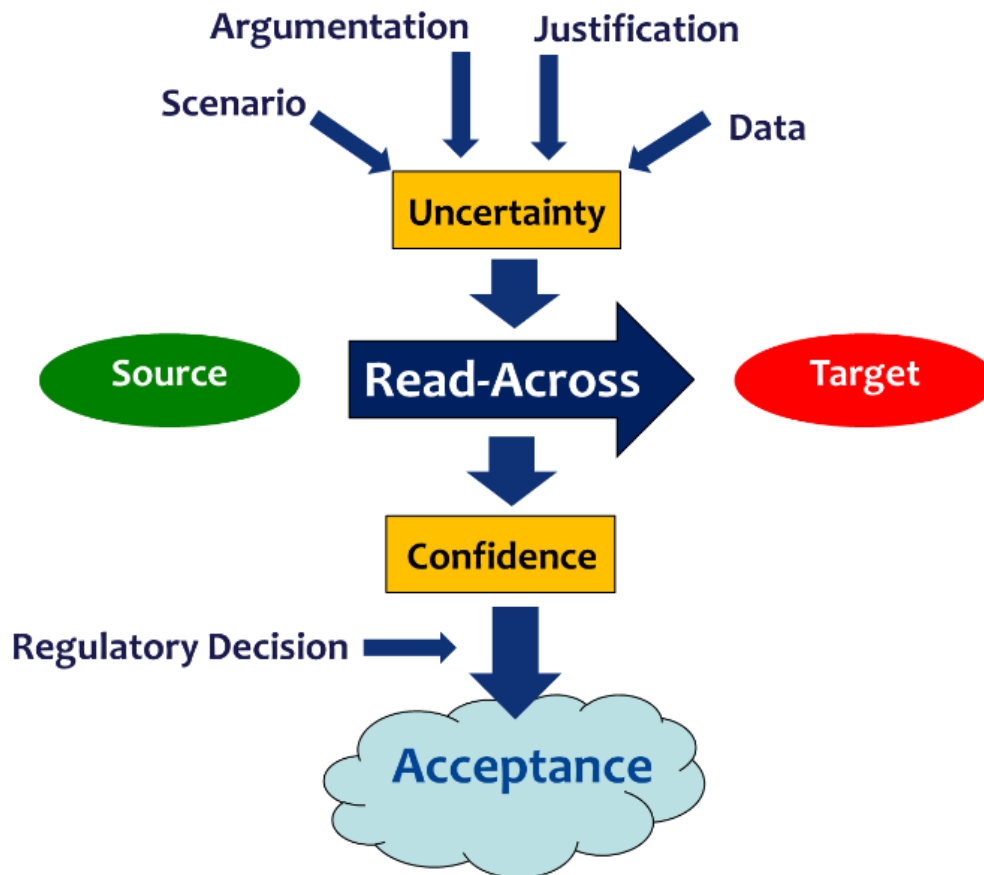 Argumentation
Justification
Scenario
Data
Uncertainty
Source
Read-Across
Target
Confidence
Regulatory Decision
Acceptance